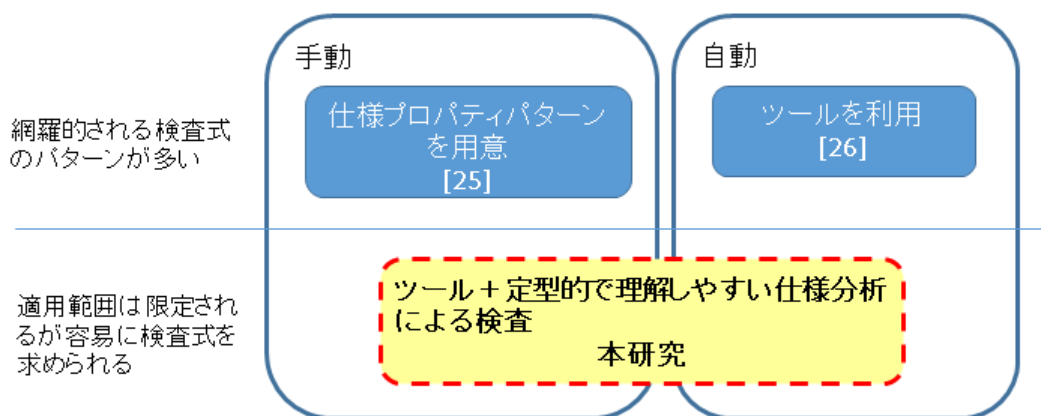 手動
自動
仕様プロパティパターン
を用意
[25]
ツールを利用
[26]
網羅的される検査式
のパターンが多い
適用範囲は限定され
るが容易に検査式を
求められる
ツール+定型的で理解しやすい仕様分析
による検査
本研究